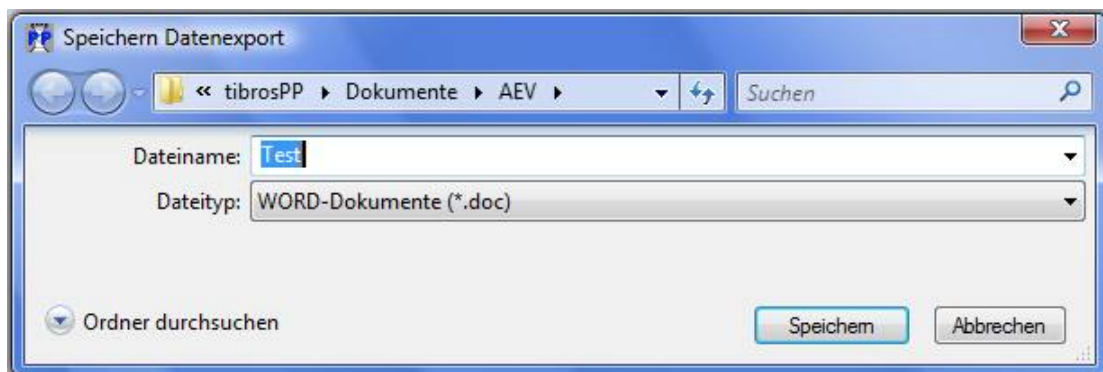 PP Speichern Datenexport
« tibrosPP ▸ Dokumente ▸ AEV ▸ Suchen
Dateiname: Test
Dateityp: WORD-Dokumente (*.doc)
Ordner durchsuchen Speichern Abbrechen